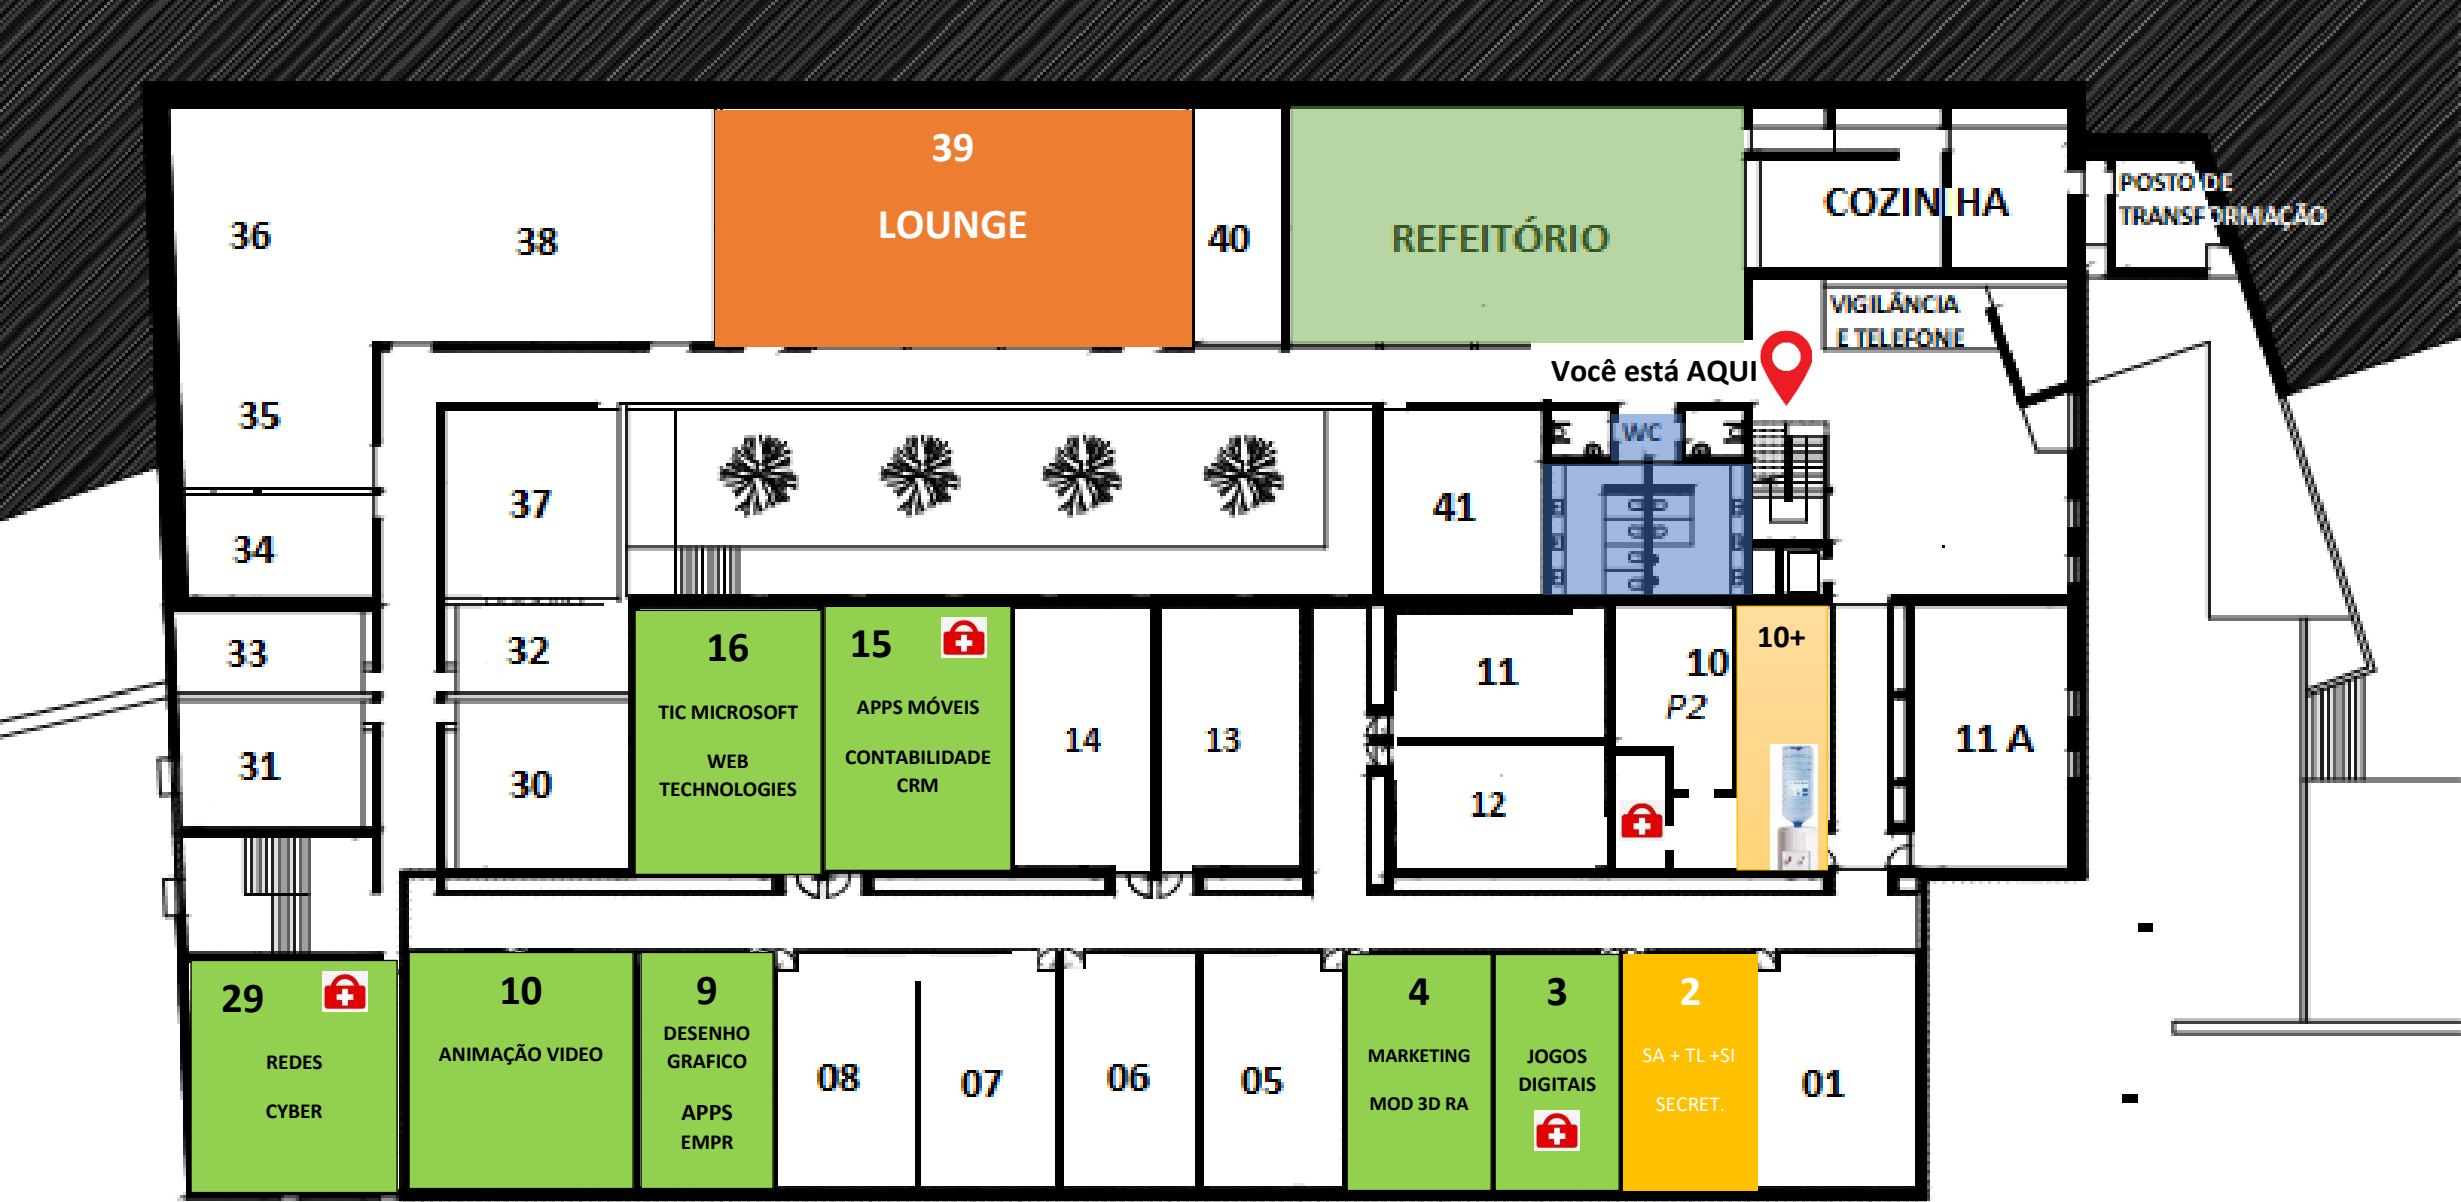 39
LOUNGE
36
38
40
REFEITÓRIO
COZINHA
POSTO DE
TRANSFORMAÇÃO
VIGILÂNCIA
E TELEFONE
Você está AQUI
35
WC
37
41
34
33
32
16
TIC MICROSOFT
WEB
TECHNOLOGIES
15
APPS MÓVEIS
CONTABILIDADE
CRM
14
13
11
10
P2
10+
11 A
31
30
12
29
REDES
CYBER
10
ANIMAÇÃO VIDEO
9
DESENHO
GRAFICO
APPS
EMPR
08
07
06
05
4
MARKETING
MOD 3D RA
3
JOGOS
DIGITAIS
2
SA + TL +SI
SECRET.
01